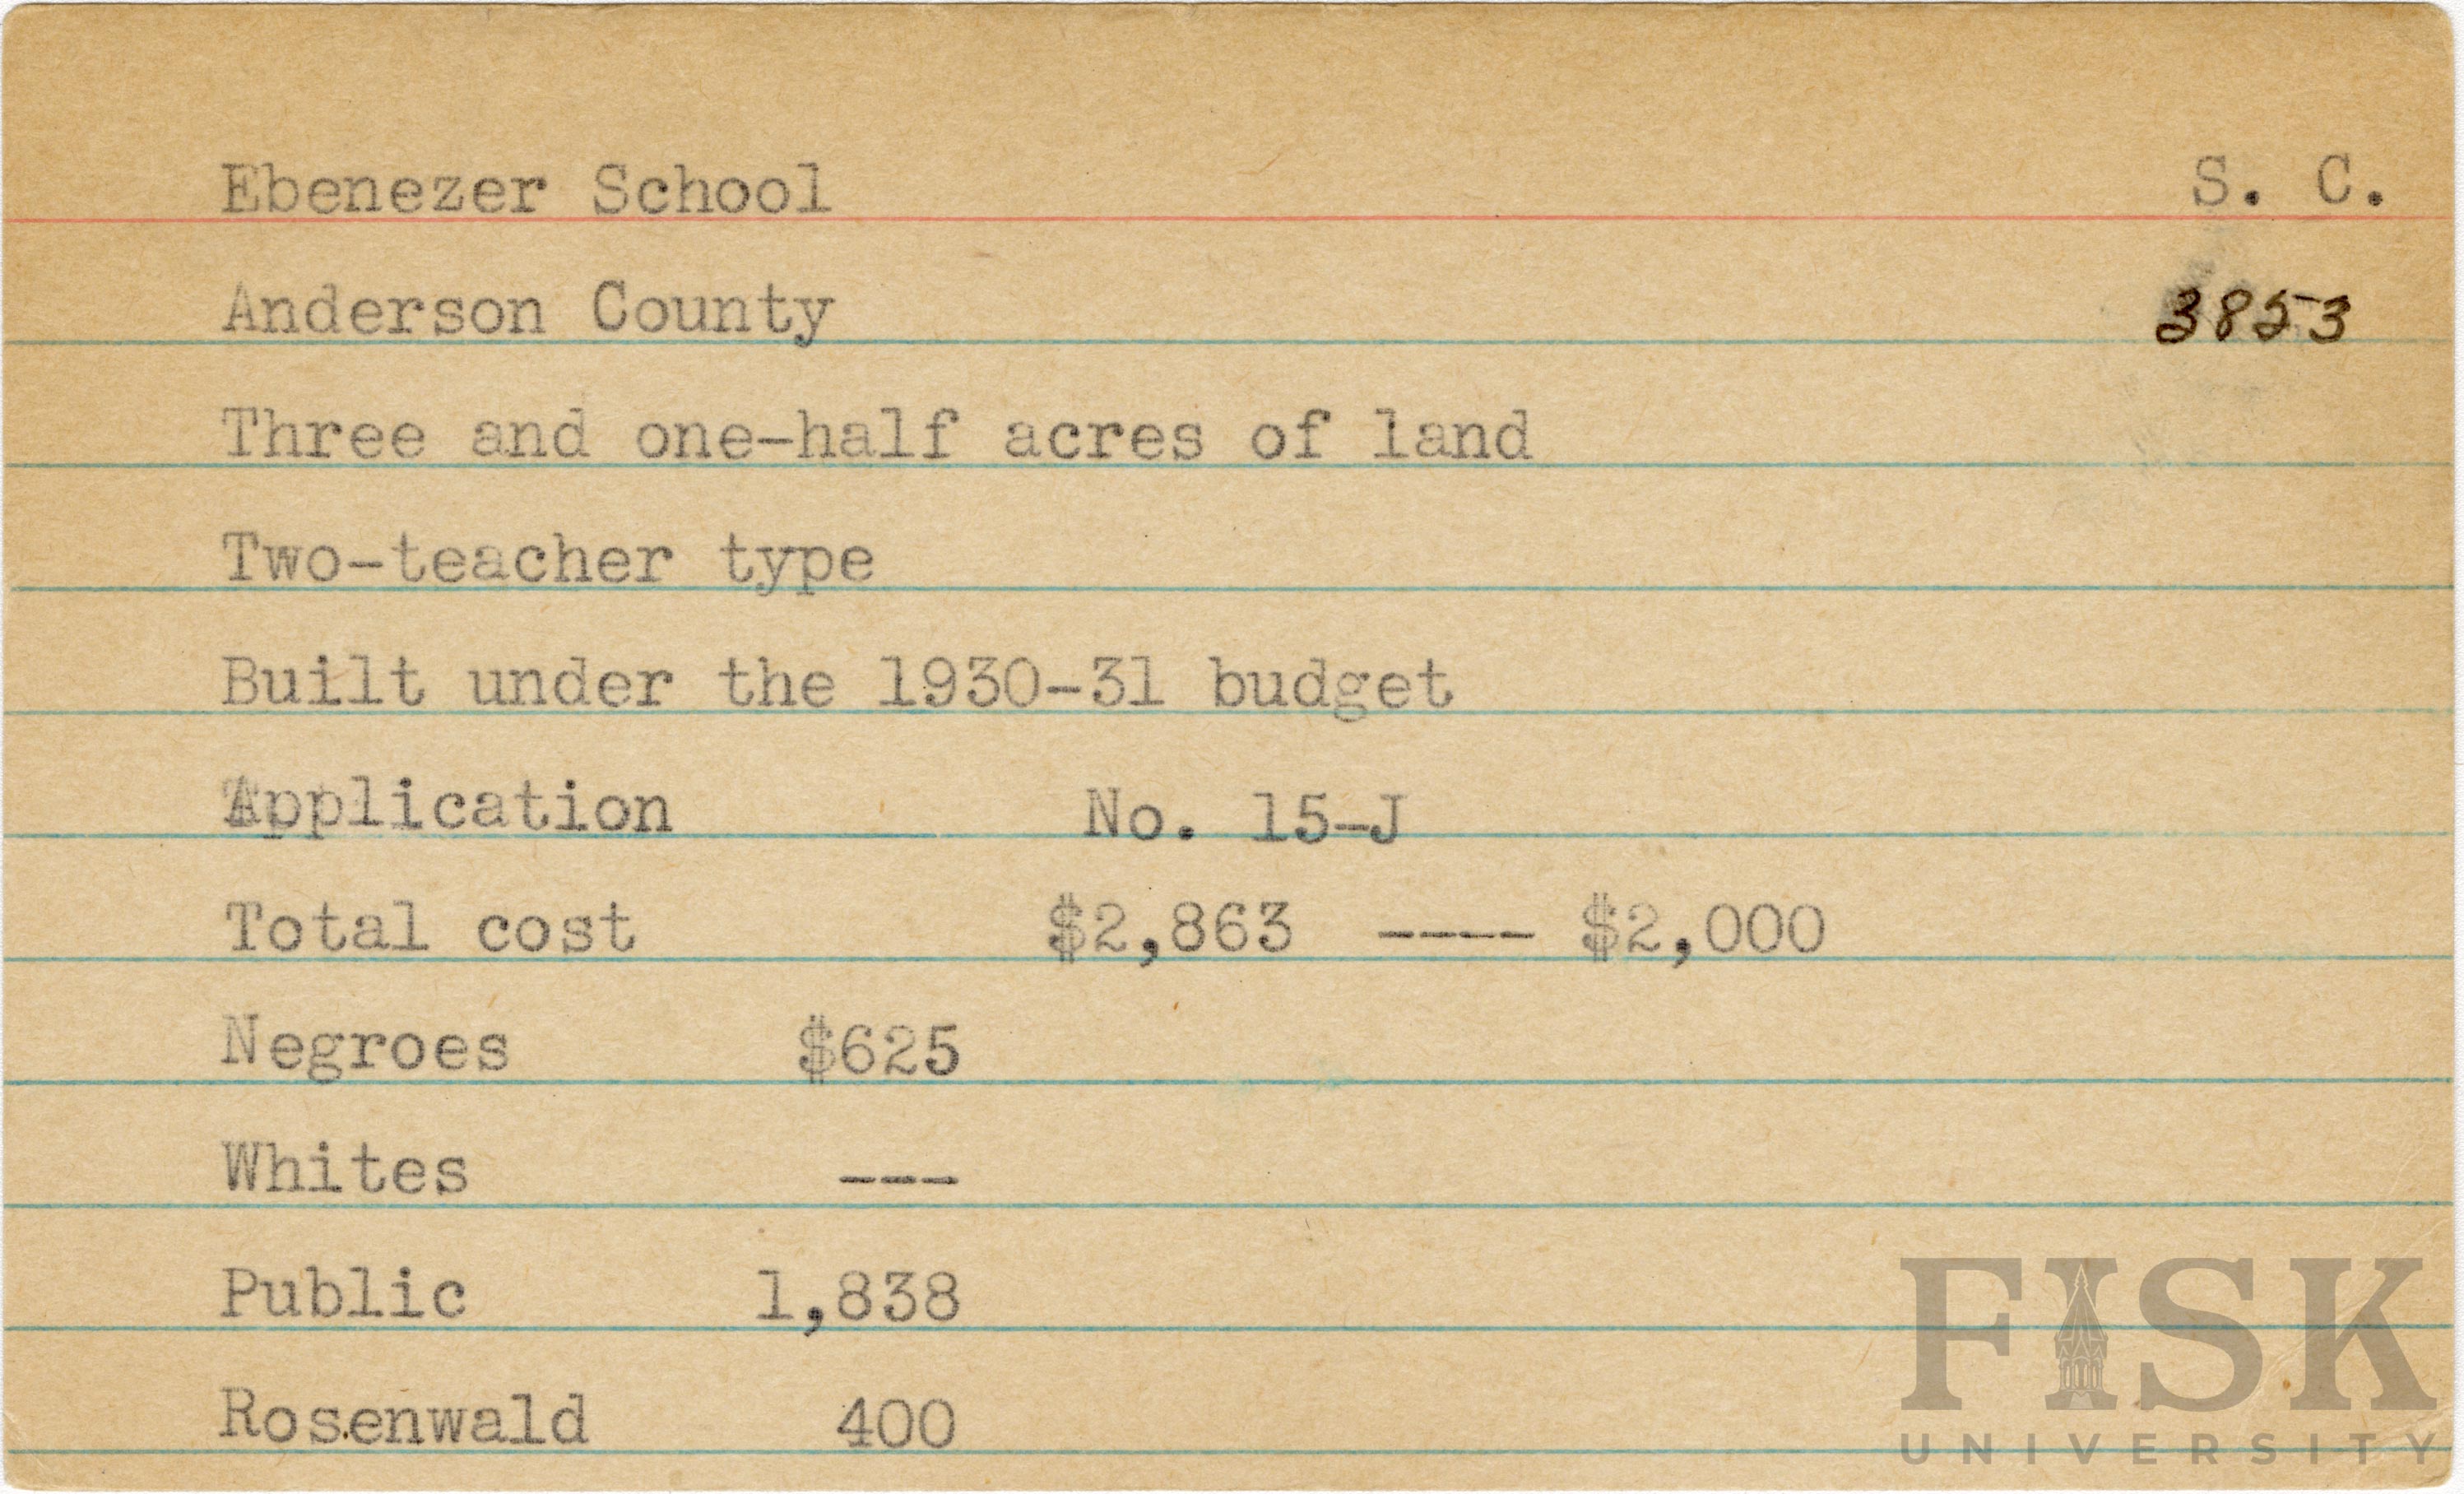 Ebenezer School S. C.
Anderson County 3853
Three and one-half acres of land
Two-teacher type
Built under the 1930-31 budget
Application No. 15-J
Total cost $2,863 ---- $2,000
Negroes $625
Whites ---
Public 1,838
Rosenwald 400
FISK
UNIVERSITY